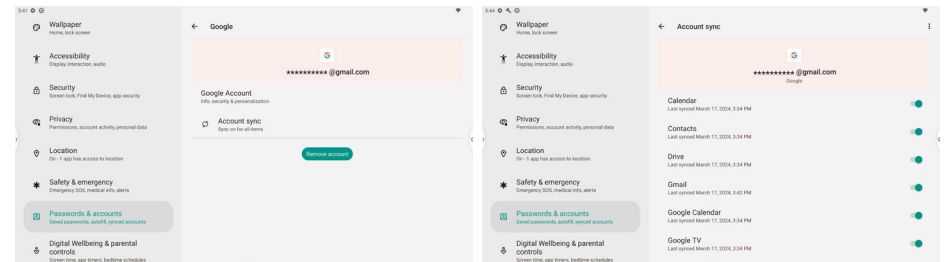 3:41
Wallpaper
Home, lock screen
Accessibility
Display, interaction, audio
Security
Screen lock, Find My Device, app security
Privacy
Permissions, account activity, personal data
Location
On - 1 app has access to location
Safety & emergency
Emergency SOS, medical info, alerts
Passwords & accounts
Saved passwords, autofill, synced accounts
Digital Wellbeing & parental
controls
Screen time, app timers, bedtime schedules
Google
G
********** @gmail.com
Google Account
Info, security & personalization
Account sync
Sync on for all items
Remove account
3:44
Wallpaper
Home, lock screen
Accessibility
Display, interaction, audio
Security
Screen lock, Find My Device, app security
Privacy
Permissions, account activity, personal data
Location
On - 1 app has access to location
Safety & emergency
Emergency SOS, medical info, alerts
Passwords & accounts
Saved passwords, autofill, synced accounts
Digital Wellbeing & parental
controls
Screen time, app timers, bedtime schedules
Account sync
G
********** @gmail.com
Google
Calendar
Last synced March 17, 2024, 3:34 PM
Contacts
Last synced March 17, 2024, 3:34 PM
Drive
Last synced March 17, 2024, 3:34 PM
Gmail
Last synced March 17, 2024, 3:42 PM
Google Calendar
Last synced March 17, 2024, 3:34 PM
Google TV
Last synced March 17, 2024, 3:34 PM